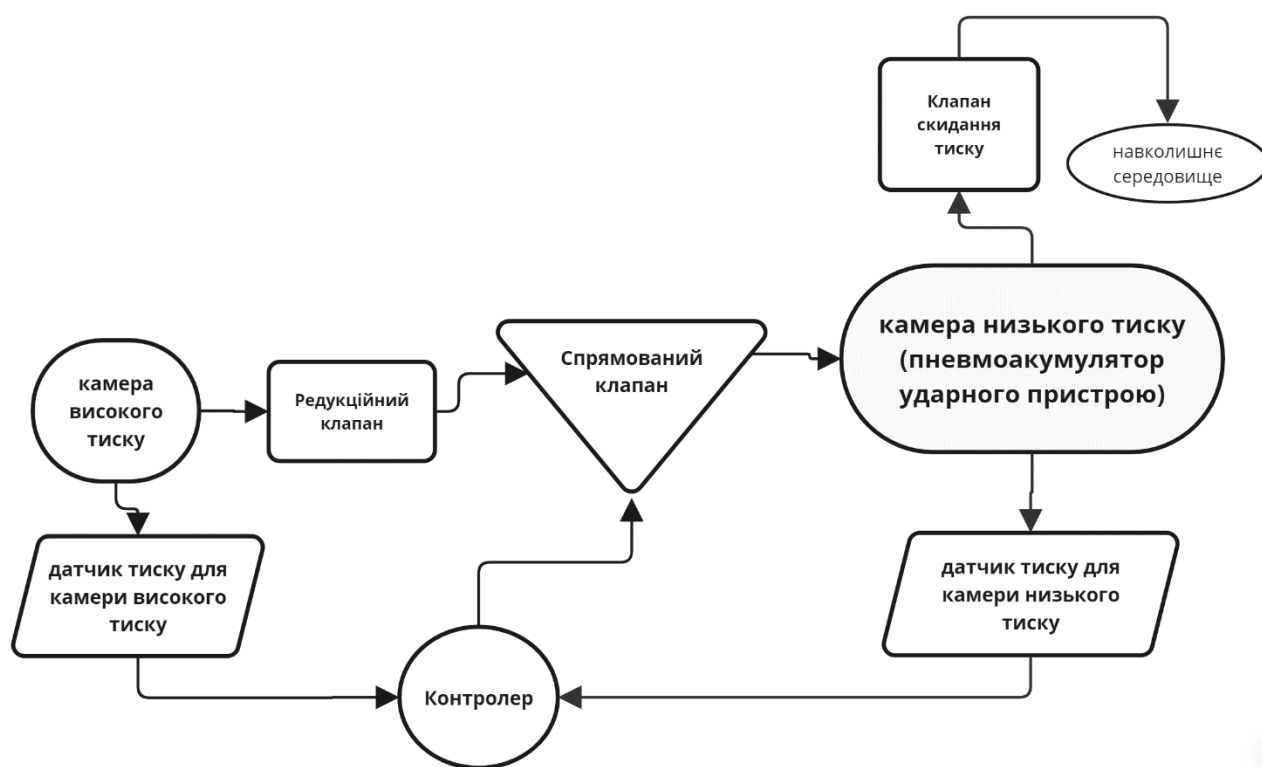 Клапан
скидання
тиску
навколишнє
середовище
камера низького тиску
(пневмоакумулятор
ударного пристрою)
Спрямований
клапан
камера
високого
тиску
Редукційний
клапан
датчик тиску для
камери високого
тиску
датчик тиску для
камери низького
тиску
Контролер